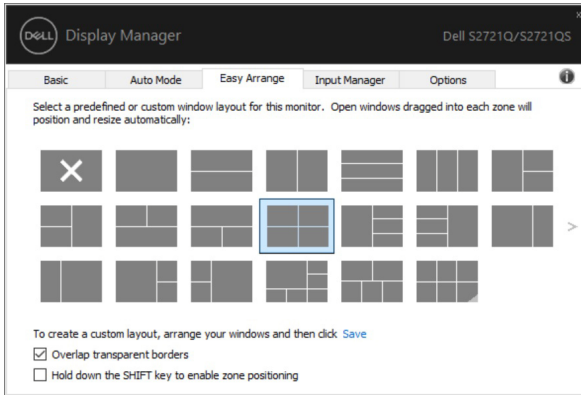 DELL Display Manager
Dell S2721Q/S2721QS
Basic
Auto Mode
Easy Arrange
Input Manager
Options
Select a predefined or custom window layout for this monitor. Open windows dragged into each zone will
position and resize automatically:
To create a custom layout, arrange your windows and then click Save
Overlap transparent borders
Hold down the SHIFT key to enable zone positioning